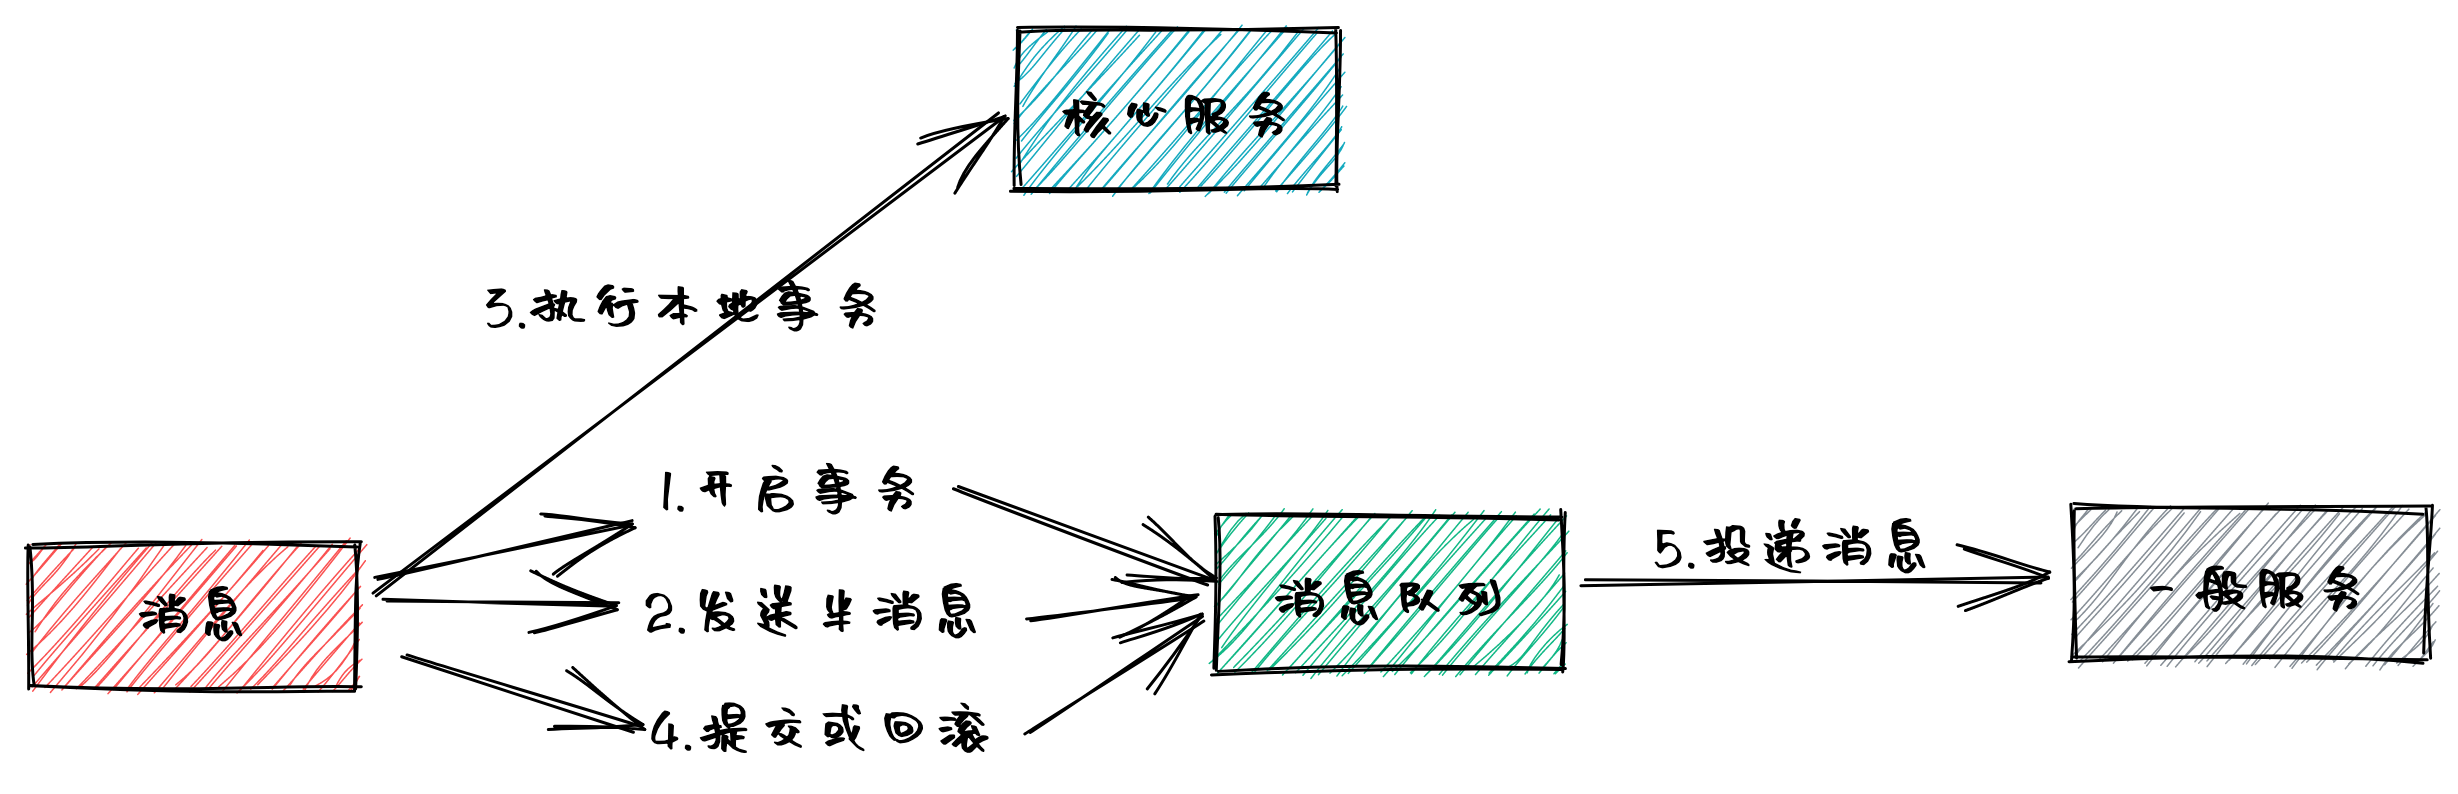 核心服务
3.执行本地事务
1.开启事务
消息
2.发送半消息
4.提交或回滚
消息队列
5.投递消息
一般服务